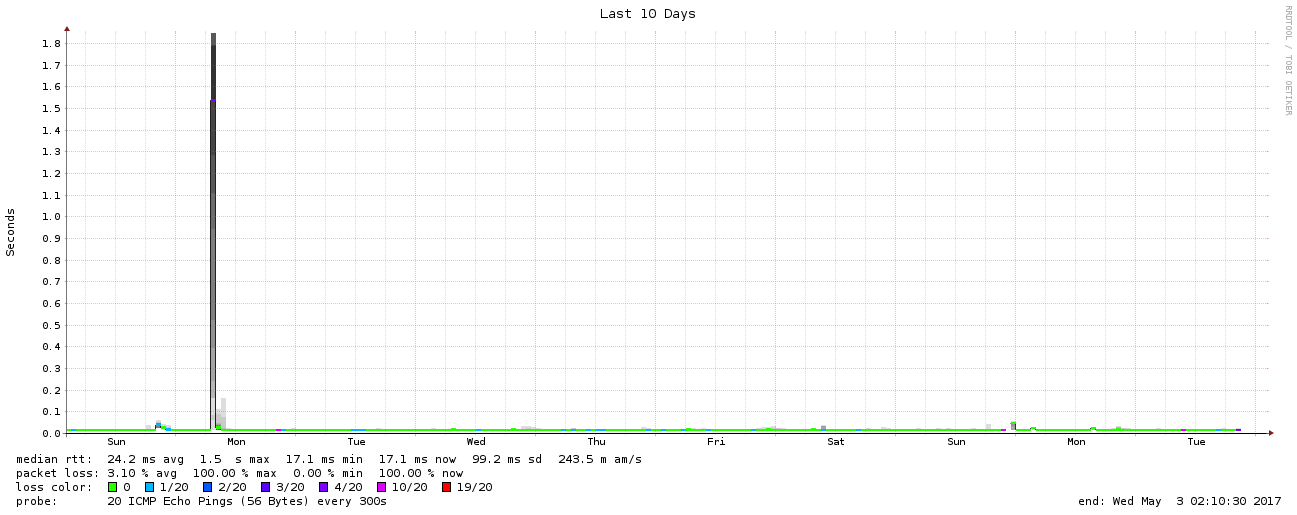 Last 10 Days
RRDTOOL / TOBI OETIKER
Seconds
1.8
1.7
1.6
1.5
1.4
1.3
1.2
1.1
1.0
0.9
0.8
0.7
0.6
0.5
0.4
0.3
0.2
0.1
0.0
Sun Mon Tue Wed Thu Fri Sat Sun Mon Tue
median rtt: 24.2 ms avg 1.5 s max 17.1 ms min 17.1 ms now 99.2 ms sd 243.5 m am/s
packet loss: 3.10 % avg 100.00 % max 0.00 % min 100.00 % now
loss color: 0 1/20 2/20 3/20 4/20 10/20 19/20
probe: 20 ICMP Echo Pings (56 Bytes) every 300s end: Wed May 3 02:10:30 2017